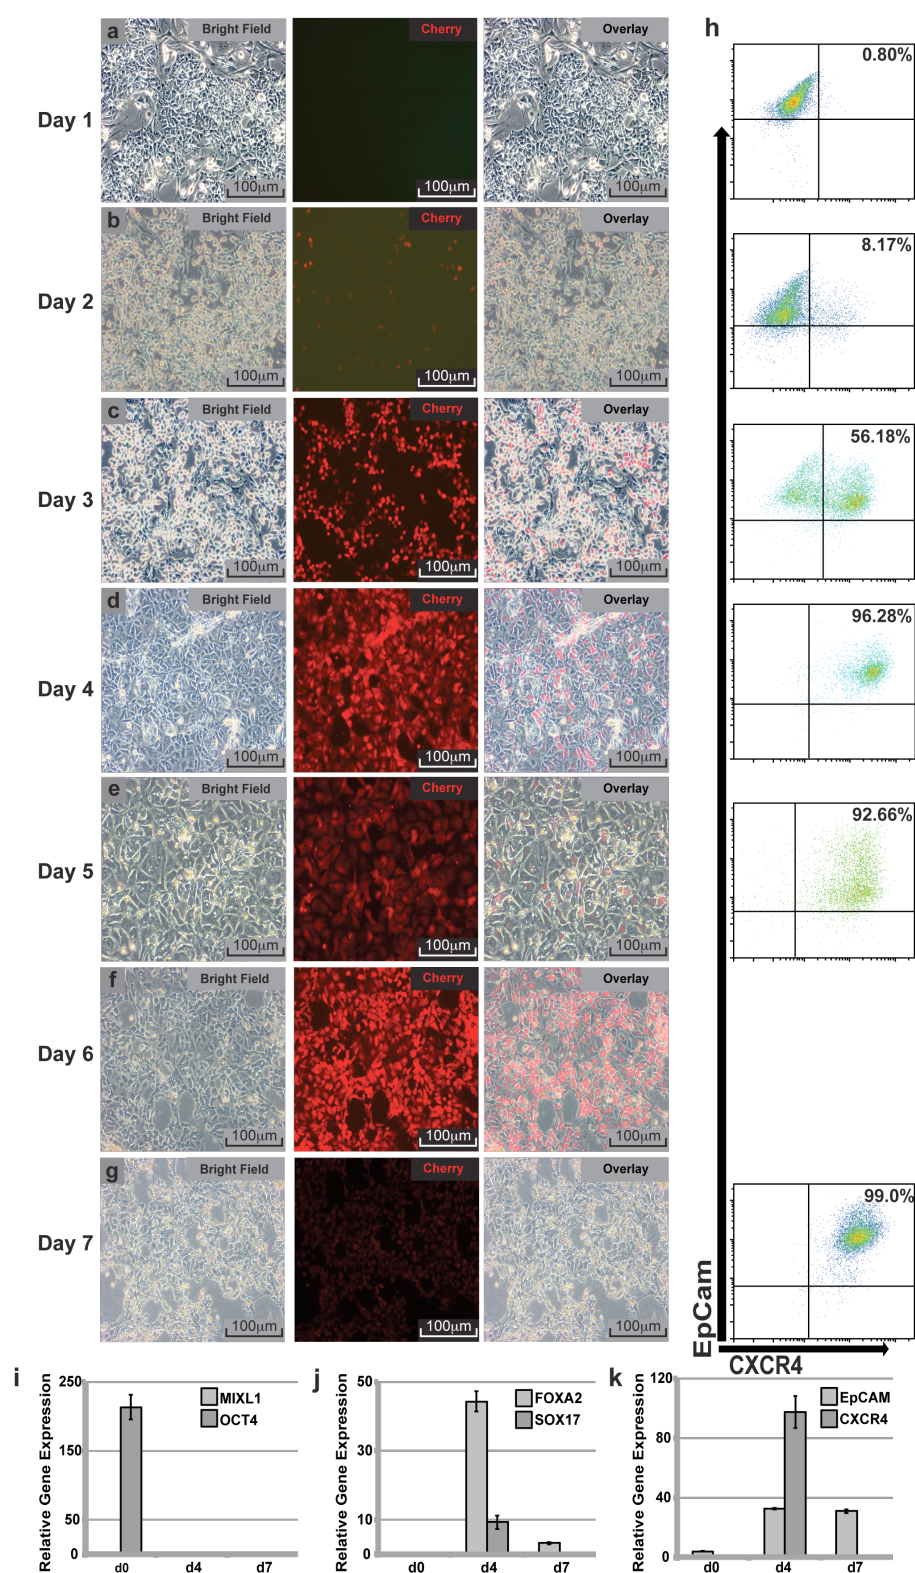 a Bright Field Cherry Overlay
h
0.80%
Day 1
100μm 100μm 100μm
b Bright Field Cherry Overlay
8.17%
Day 2
100μm 100μm 100μm
c Bright Field Cherry Overlay
56.18%
Day 3
100μm 100μm 100μm
d Bright Field Cherry Overlay
96.28%
Day 4
100μm 100μm 100μm
e Bright Field Cherry Overlay
92.66%
Day 5
100μm 100μm 100μm
f Bright Field Cherry Overlay
Day 6
100μm 100μm 100μm
g Bright Field Cherry Overlay
99.0%
Day 7
100μm 100μm 100μm
EpCam
CXCR4
i
Relative Gene Expression
250
150
50
0
MIXL1
OCT4
d0 d4 d7
j
Relative Gene Expression
50
30
10
0
FOXA2
SOX17
d0 d4 d7
k
Relative Gene Expression
120
80
40
0
EpCAM
CXCR4
d0 d4 d7